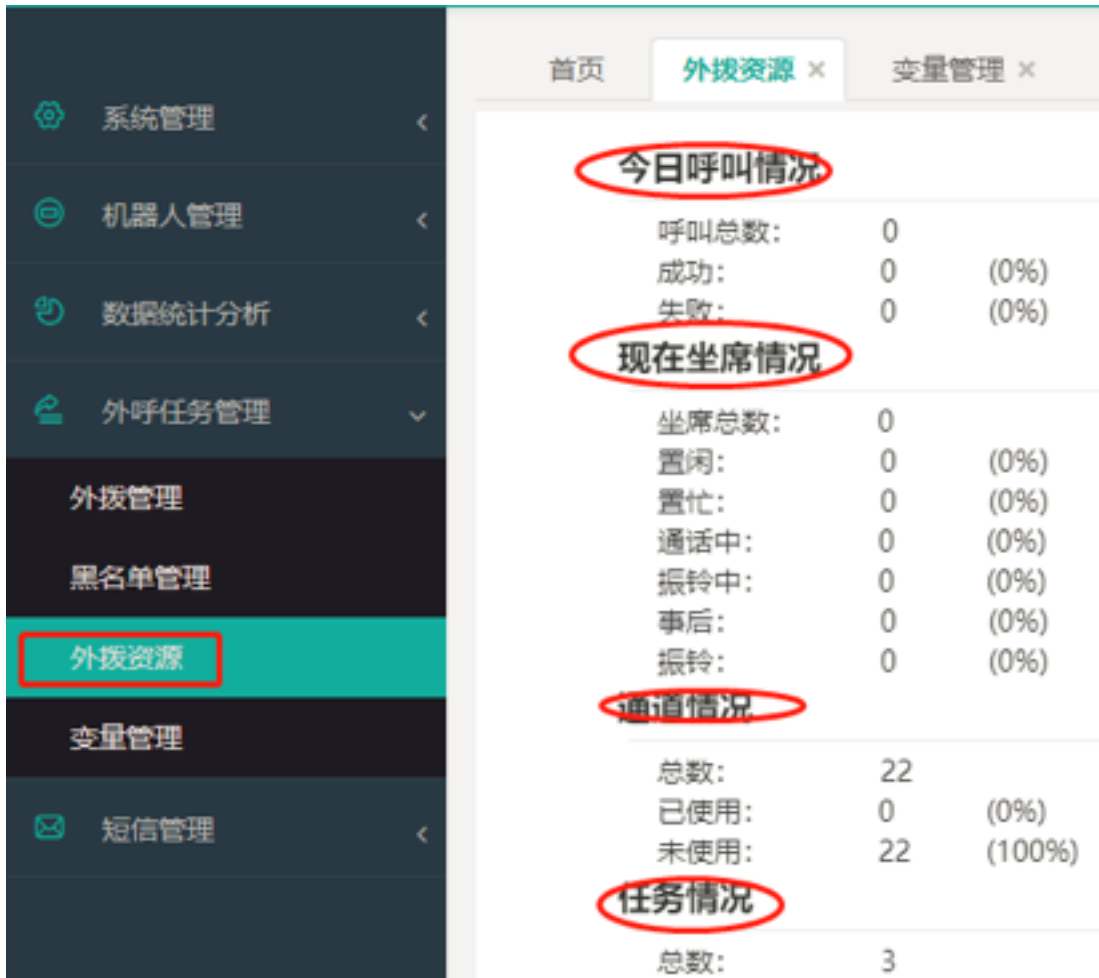 首页 外拨资源 × 变量管理 ×
系统管理
机器人管理
数据统计分析
外呼任务管理
外拨管理
黑名单管理
外拨资源
变量管理
短信管理
今日呼叫情况
呼叫总数: 0
成功: 0 (0%)
失败: 0 (0%)
现在坐席情况
坐席总数: 0
置闲: 0 (0%)
置忙: 0 (0%)
通话中: 0 (0%)
振铃中: 0 (0%)
事后: 0 (0%)
振铃: 0 (0%)
通道情况
总数: 22
已使用: 0 (0%)
未使用: 22 (100%)
任务情况
总数: 3